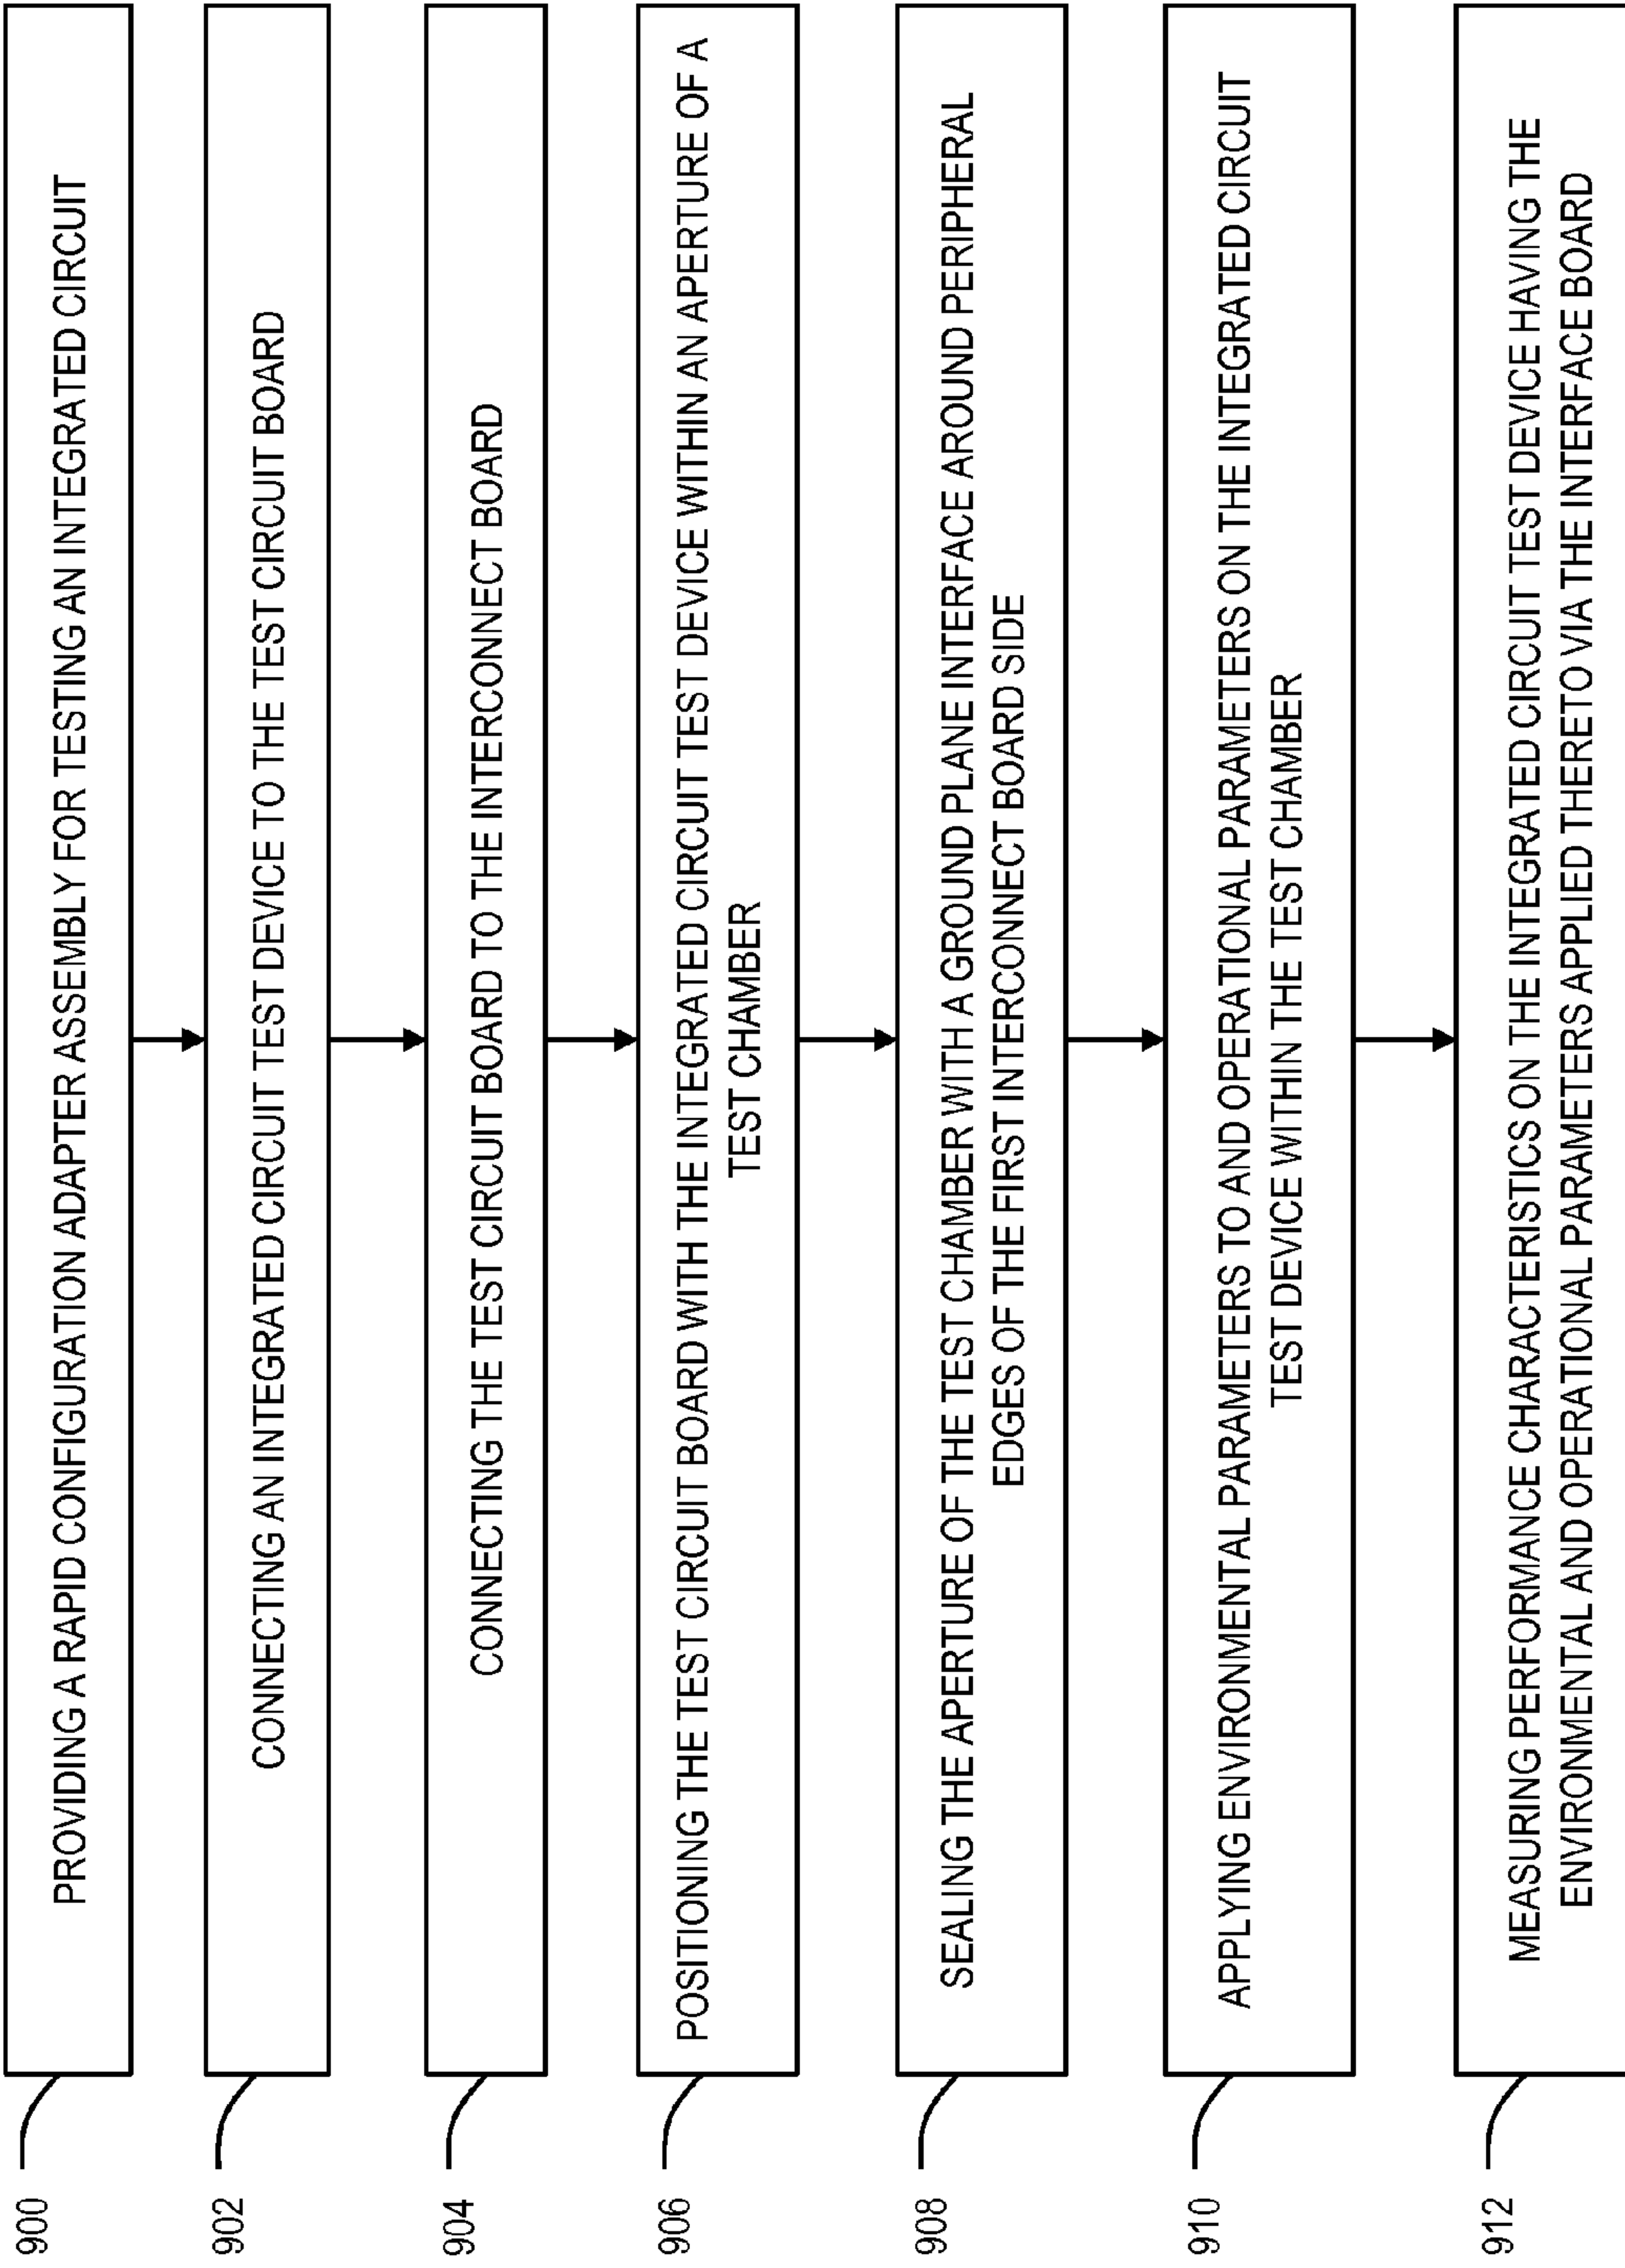 900
PROVIDING A RAPID CONFIGURATION ADAPTER ASSEMBLY FOR TESTING AN INTEGRATED CIRCUIT
902
CONNECTING AN INTEGRATED CIRCUIT TEST DEVICE TO THE TEST CIRCUIT BOARD
904
CONNECTING THE TEST CIRCUIT BOARD TO THE INTERCONNECT BOARD
906
POSITIONING THE TEST CIRCUIT BOARD WITH THE INTEGRATED CIRCUIT TEST DEVICE WITHIN AN APERTURE OF A
TEST CHAMBER
908
SEALING THE APERTURE OF THE TEST CHAMBER WITH A GROUND PLANE INTERFACE AROUND PERIPHERAL
EDGES OF THE FIRST INTERCONNECT BOARD SIDE
910
APPLYING ENVIRONMENTAL PARAMETERS TO AND OPERATIONAL PARAMETERS ON THE INTEGRATED CIRCUIT
TEST DEVICE WITHIN THE TEST CHAMBER
912
MEASURING PERFORMANCE CHARACTERISTICS ON THE INTEGRATED CIRCUIT TEST DEVICE HAVING THE
ENVIRONMENTAL AND OPERATIONAL PARAMETERS APPLIED THERETO VIA THE INTERFACE BOARD